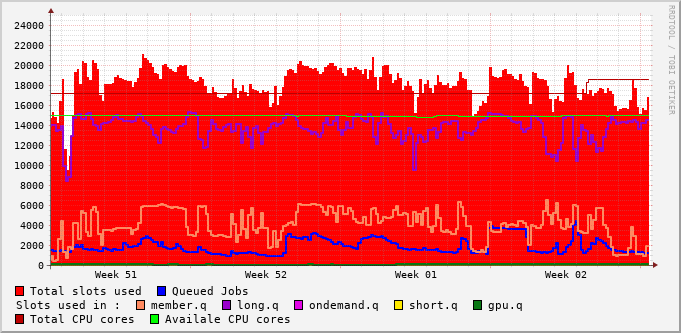 24000
22000
20000
18000
16000
14000
12000
10000
8000
6000
4000
2000
0
Week 51 Week 52 Week 01 Week 02
RRDTOOL / TOBI OETIKER
Total slots used Queued Jobs
Slots used in : member.q long.q ondemand.q short.q gpu.q
Total CPU cores Availale CPU cores